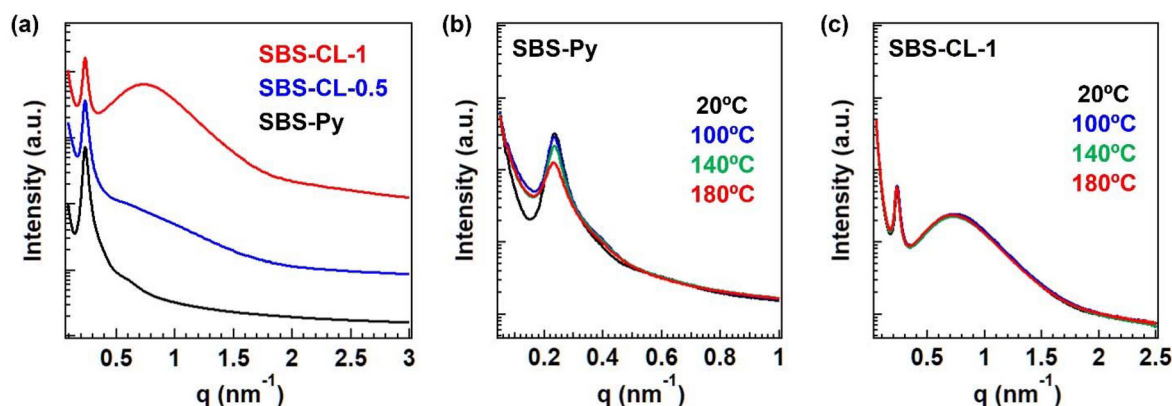 (a)
Intensity (a.u.)
SBS-CL-1
SBS-CL-0.5
SBS-Py
0.5 1 1.5 2 2.5 3
q (nm⁻¹)
(b)
Intensity (a.u.)
SBS-Py
20ºC
100ºC
140ºC
180ºC
0.2 0.4 0.6 0.8 1
q (nm⁻¹)
(c)
Intensity (a.u.)
SBS-CL-1
20ºC
100ºC
140ºC
180ºC
0.5 1 1.5 2 2.5
q (nm⁻¹)